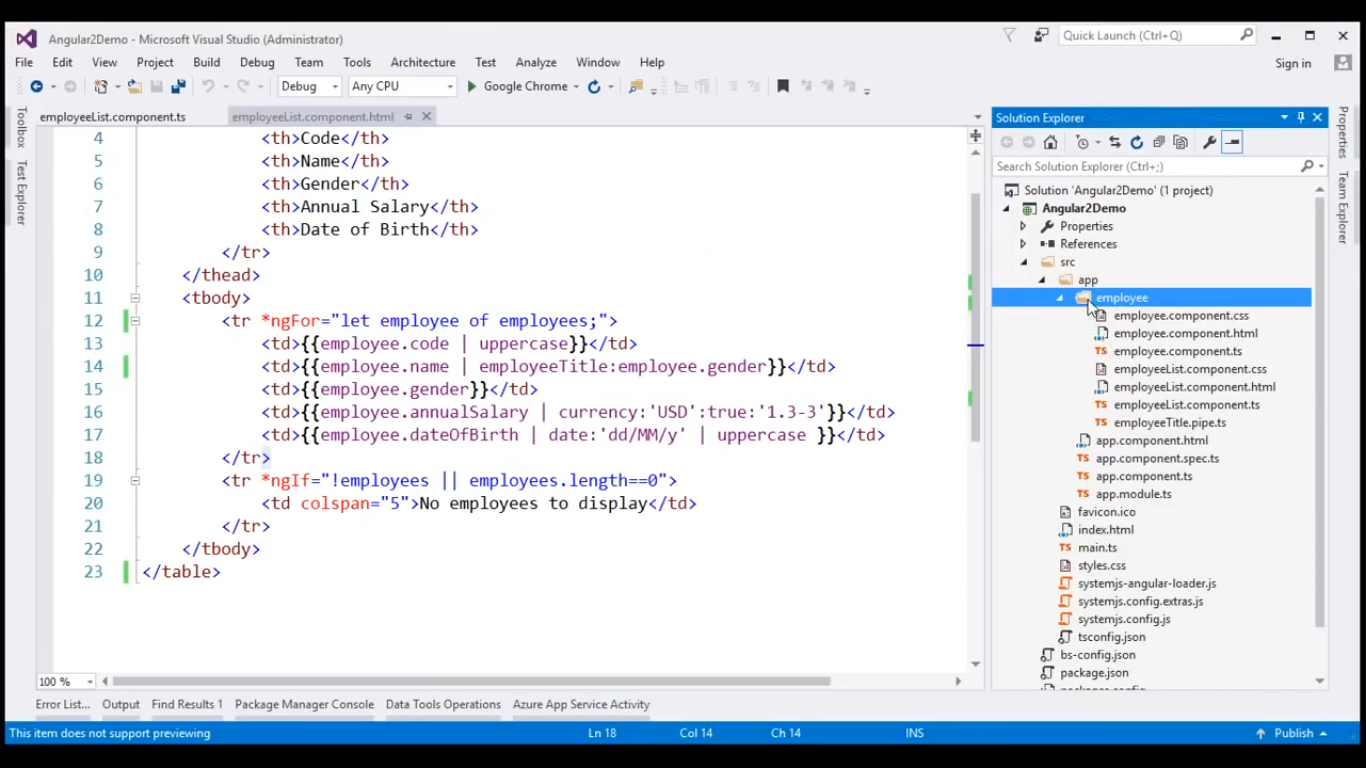 Angular2Demo - Microsoft Visual Studio (Administrator)
Quick Launch (Ctrl+Q)
File Edit View Project Build Debug Team Tools Architecture Test Analyze Window Help
Sign in
Debug Any CPU Google Chrome
Toolbox
Test Explorer
employeeList.component.ts employeeList.component.html
4 <th>Code</th>
5 <th>Name</th>
6 <th>Gender</th>
7 <th>Annual Salary</th>
8 <th>Date of Birth</th>
9 </tr>
10 </thead>
11 <tbody>
12 <tr *ngFor="let employee of employees;">
13 <td>{{employee.code | uppercase}}</td>
14 <td>{{employee.name | employeeTitle:employee.gender}}</td>
15 <td>{{employee.gender}}</td>
16 <td>{{employee.annualSalary | currency:'USD':true:'1.3-3'}}</td>
17 <td>{{employee.dateOfBirth | date:'dd/MM/y' | uppercase }}</td>
18 </tr>
19 <tr *ngIf="!employees || employees.length==0">
20 <td colspan="5">No employees to display</td>
21 </tr>
22 </tbody>
23 </table>
100 %
Solution Explorer
Search Solution Explorer (Ctrl+;)
Solution 'Angular2Demo' (1 project)
Angular2Demo
Properties
References
src
app
employee
employee.component.css
employee.component.html
employee.component.ts
employeeList.component.css
employeeList.component.html
employeeList.component.ts
employeeTitle.pipe.ts
app.component.html
app.component.spec.ts
app.component.ts
app.module.ts
favicon.ico
index.html
main.ts
styles.css
systemjs-angular-loader.js
systemjs.config.extras.js
systemjs.config.js
tsconfig.json
bs-config.json
package.json
Properties
Team Explorer
Error List... Output Find Results 1 Package Manager Console Data Tools Operations Azure App Service Activity
This item does not support previewing Ln 18 Col 14 Ch 14 INS Publish